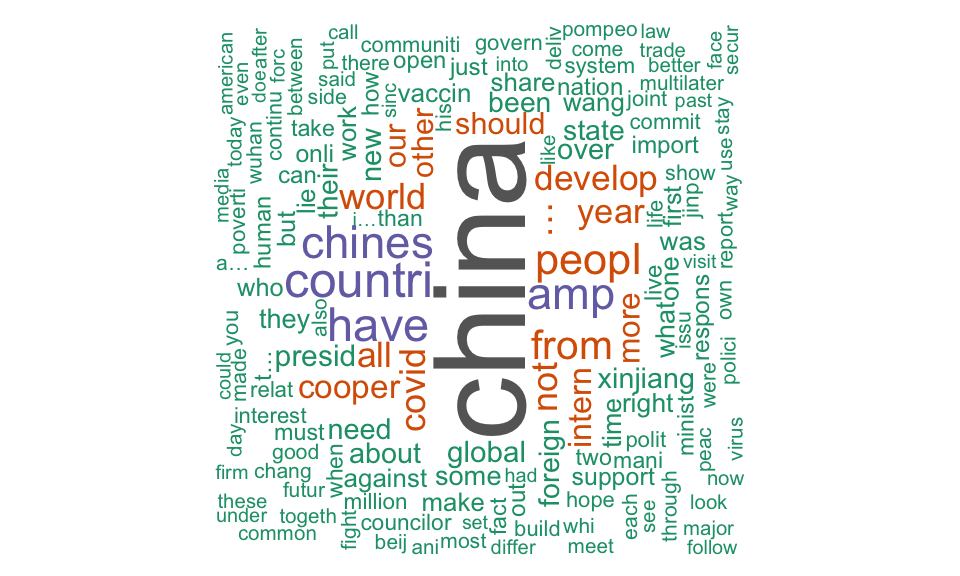 call
pompeo
law
american
put
communiti
govern
deliv
come
trade
face
secur
even
doeafter
forc
between
there
open
just
into
system
better
said
how
share
nation
multilater
side
sinc
vaccin
been
wang
joint
past
stay
today
wuhan
continu
take
work
new
our
other
his
should
state
commit
use
onli
like
over
import
can
their
lie
world
develop
show
way
media
poverti
human
but
j…than
…
year
life
first
jinp
chines
china
peopl
was
a…
who
countri
amp
live
one
visit
report
they
also
have
what
issu
respons
own
you
could
made
t…
presid
all
from
more
polici
relat
cooper
covid
not
intern
xinjiang
were
interest
time
right
minist
day
must
need
foreign
polit
peac
virus
good
about
global
two
mani
firm
chang
when
against
some
had
support
now
futur
these
million
make
fact
out
hope
each
see
through
look
under
togeth
fight
councilor
set
build
whi
major
common
beij
ani
most
differ
meet
follow